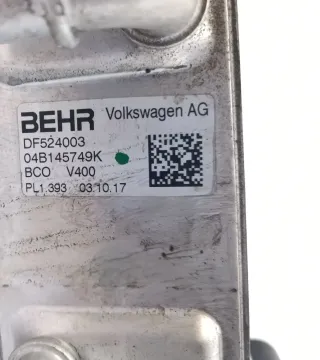 BEHR Volkswagen AG
DF524003
04B145749K
BCO V400
PL1.393 03.10.17